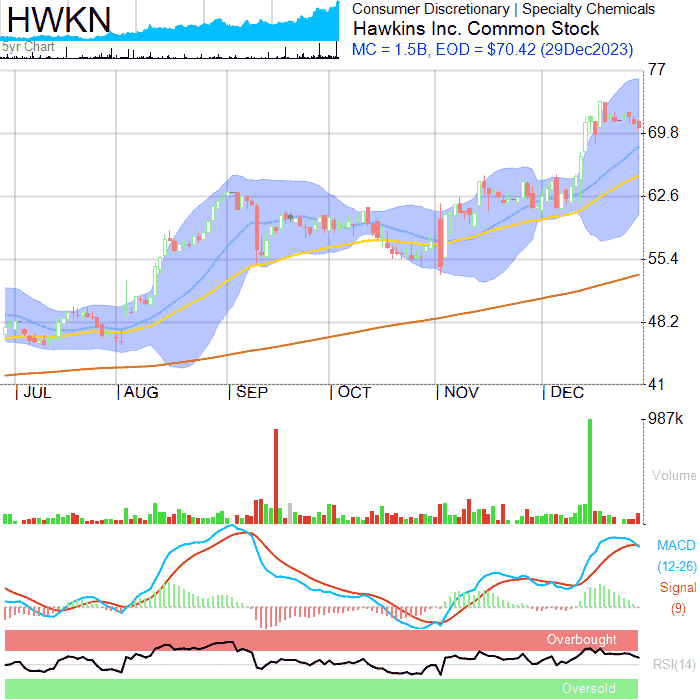 HWKN
5yr Chart
Consumer Discretionary | Specialty Chemicals
Hawkins Inc. Common Stock
MC = 1.5B, EOD = $70.42 (29Dec2023)
77
69.8
62.6
55.4
48.2
41
JUL AUG SEP OCT NOV DEC
987k
Volume
MACD
(12-26)
Signal
(9)
Overbought
RSI(14)
Oversold